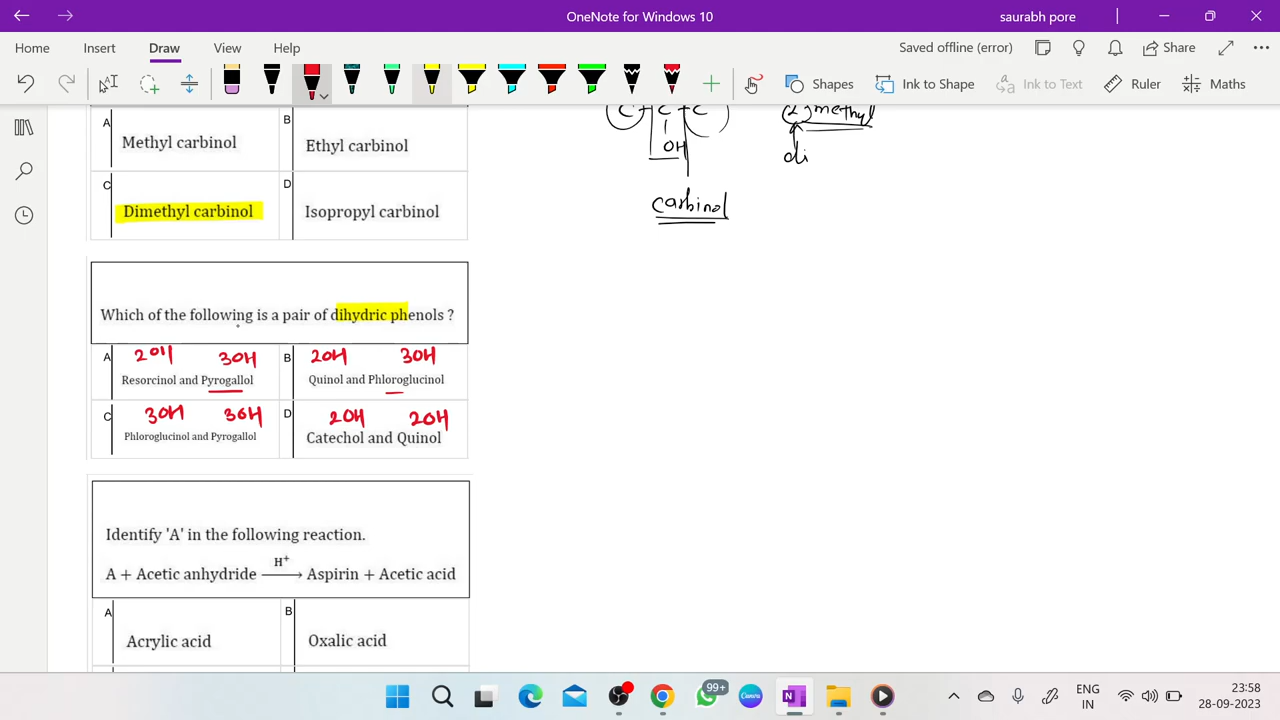 OneNote for Windows 10
saurabh pore
Home Insert Draw View Help
Saved offline (error)
Share
Shapes
Ink to Shape
Ink to Text
Ruler
Maths
A
Methyl carbinol
B
Ethyl carbinol
C
Dimethyl carbinol
D
Isopropyl carbinol
C C C
OH
carbinol
(2) methyl
di
Which of the following is a pair of dihydric phenols ?
A
2OH 3OH
Resorcinol and Pyrogallol
B
2OH 3OH
Quinol and Phloroglucinol
C
3OH 3OH
Phloroglucinol and Pyrogallol
D
2OH 2OH
Catechol and Quinol
Identify 'A' in the following reaction.
H⁺
A + Acetic anhydride ⟶ Aspirin + Acetic acid
A
Acrylic acid
B
Oxalic acid
99+
ENG
IN
23:58
28-09-2023